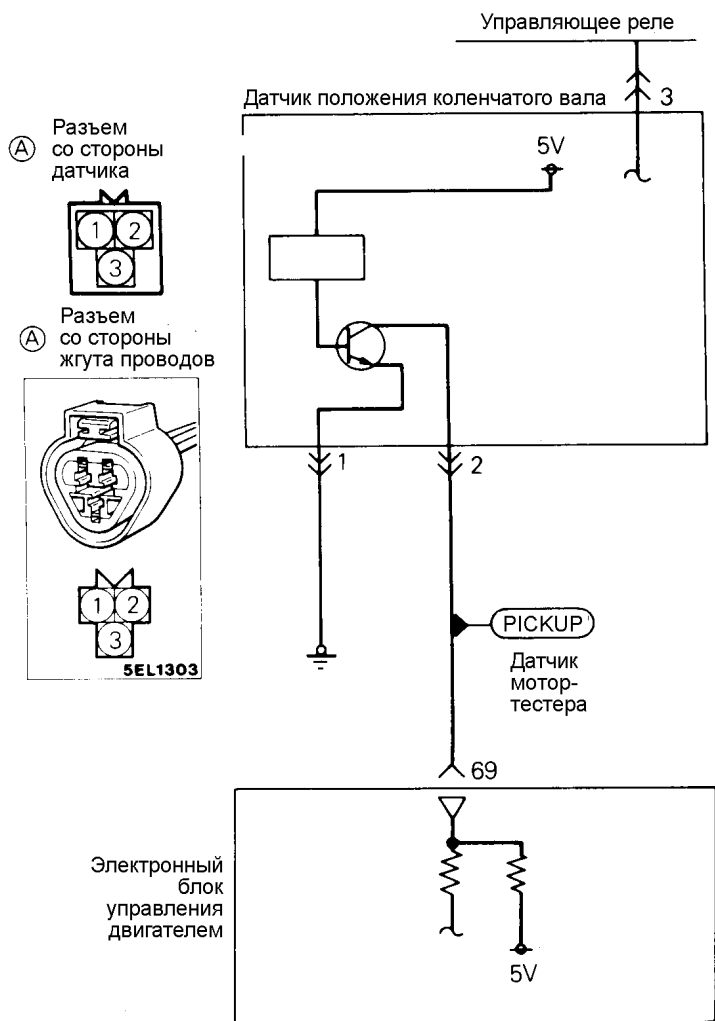 Управляющее реле
3
Датчик положения коленчатого вала
5V
A
Разъем
со стороны
датчика
1 2
3
A
Разъем
со стороны
жгута проводов
1 2
3
5EL1303
1
2
PICKUP
Датчик
мотор-
тестера
69
Электронный
блок
управления
двигателем
5V